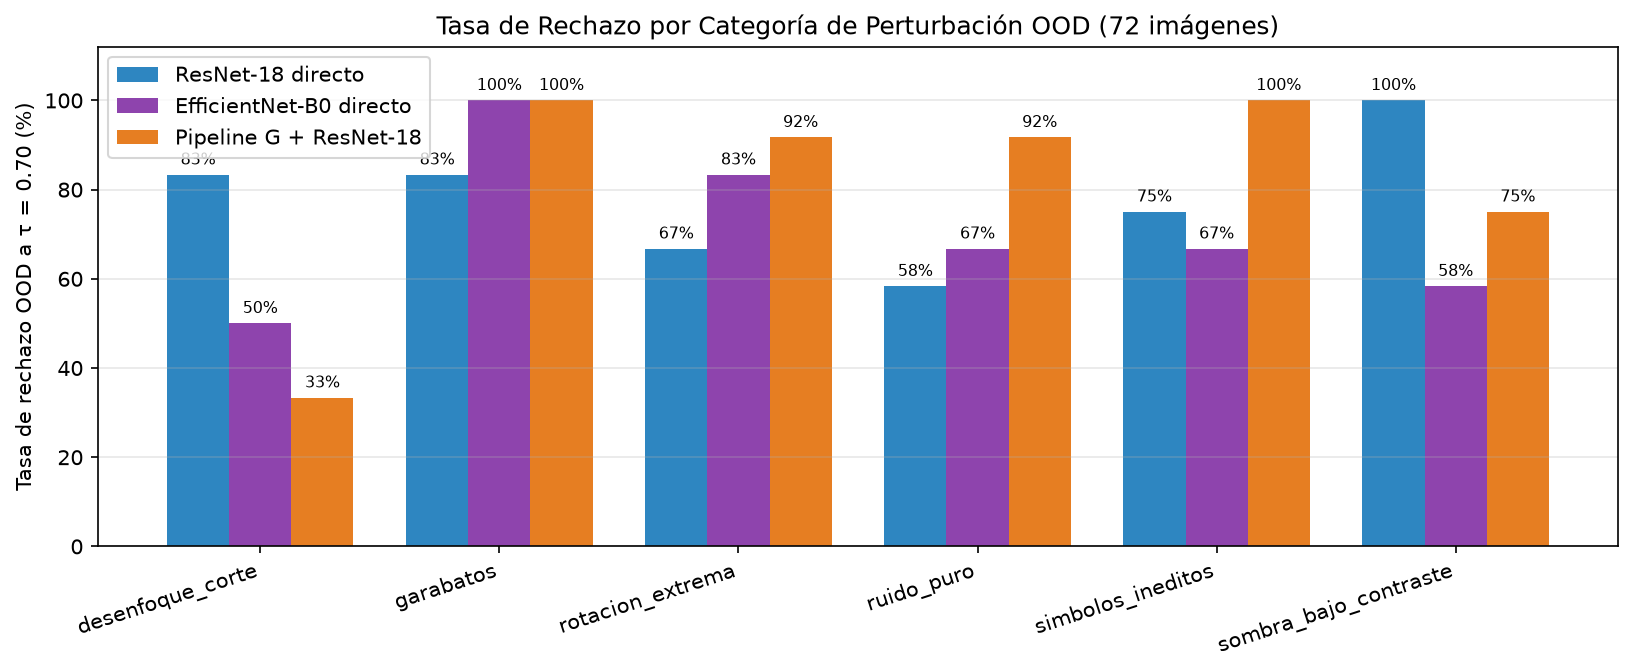 Tasa de Rechazo por Categoría de Perturbación OOD (72 imágenes)
ResNet-18 directo
EfficientNet-B0 directo
Pipeline G + ResNet-18
Tasa de rechazo OOD a τ = 0.70 (%)
100
80
60
40
20
0
83%
50%
33%
83%
100%
100%
67%
83%
92%
58%
67%
92%
75%
67%
100%
100%
58%
75%
desenfoque_corte
garabatos
rotacion_extrema
ruido_puro
simbolos_ineditos
sombra_bajo_contraste